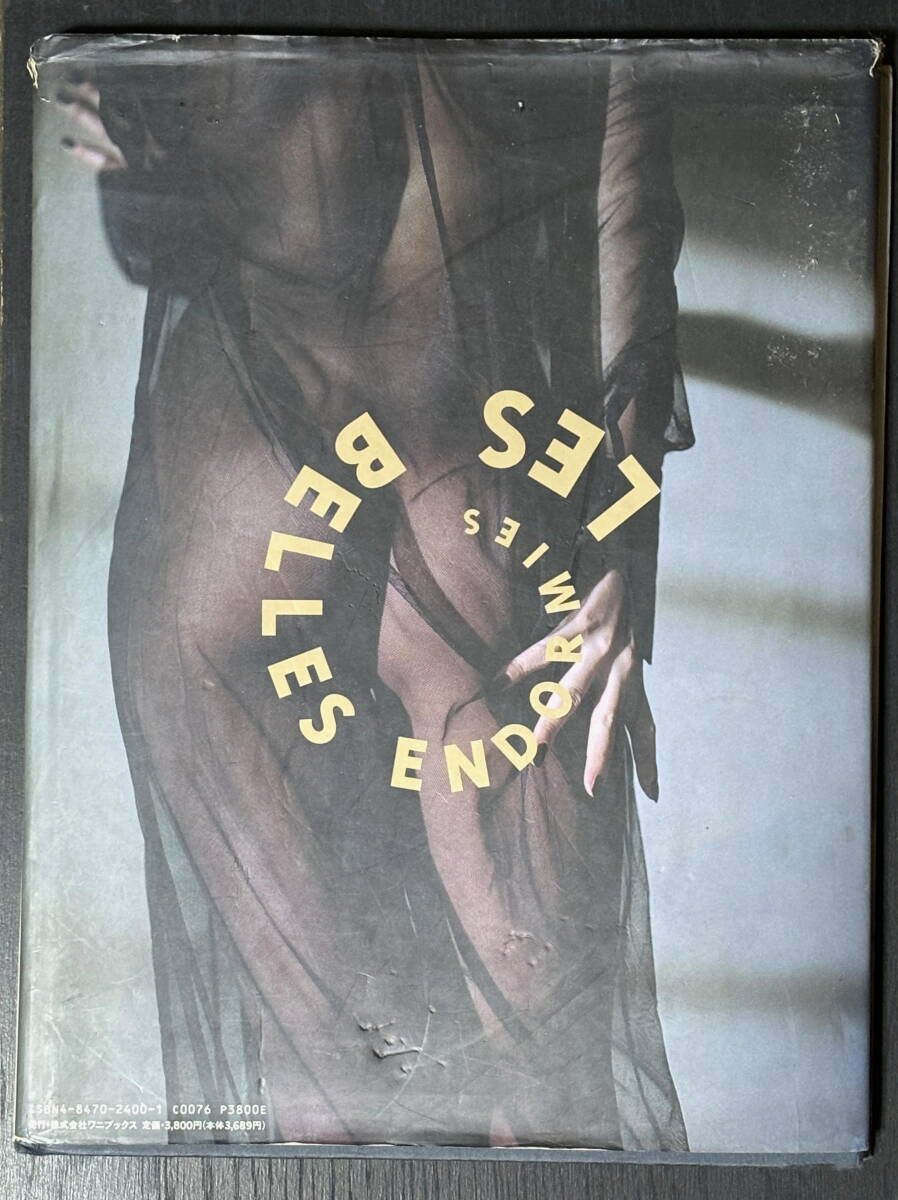 LES
BELLES
ENDORMIES
ISBN4-8470-2400-1 C0076 P3800E
発行・株式会社ワニブックス 定価・3,800円(本体3,689円)